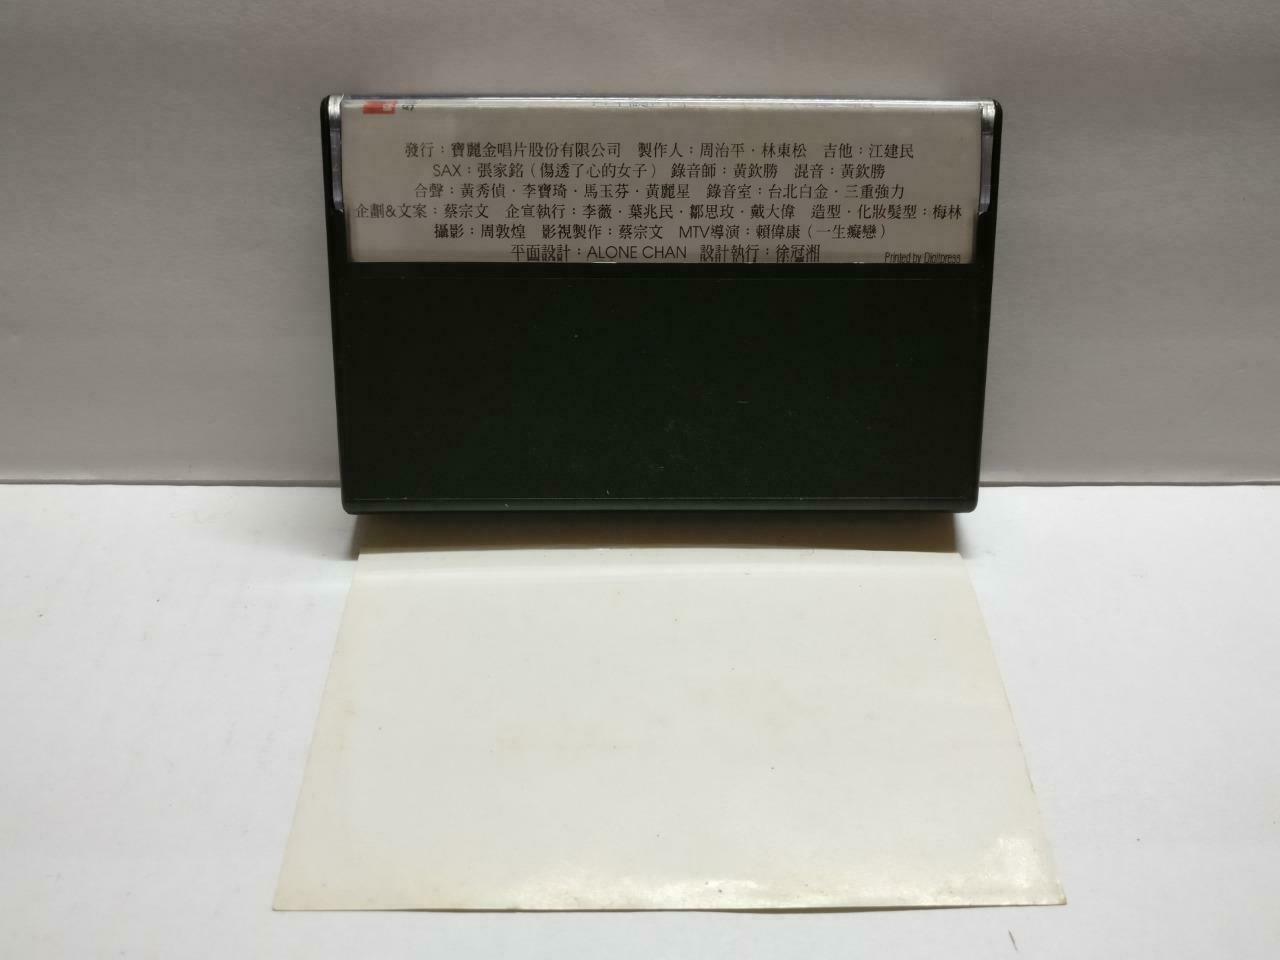 發行：寶麗金唱片股份有限公司　製作人：周治平·林東松　吉他：江建民
SAX：張家銘（傷透了心的女子）　錄音師：黃欽勝　混音：黃欽勝
合聲：黃秀偵·李寶琦·馬玉芬·黃麗星　錄音室：台北白金·三重強力
企劃&文案：蔡宗文　企宣執行：李薇·葉兆民·鄒思玫·戴大偉　造型·化妝髮型：梅林
攝影：周敦煌　影視製作：蔡宗文　MTV導演：賴偉康（一生癡戀）
平面設計：ALONE CHAN　設計執行：徐冠湘　Printed by Digitpress